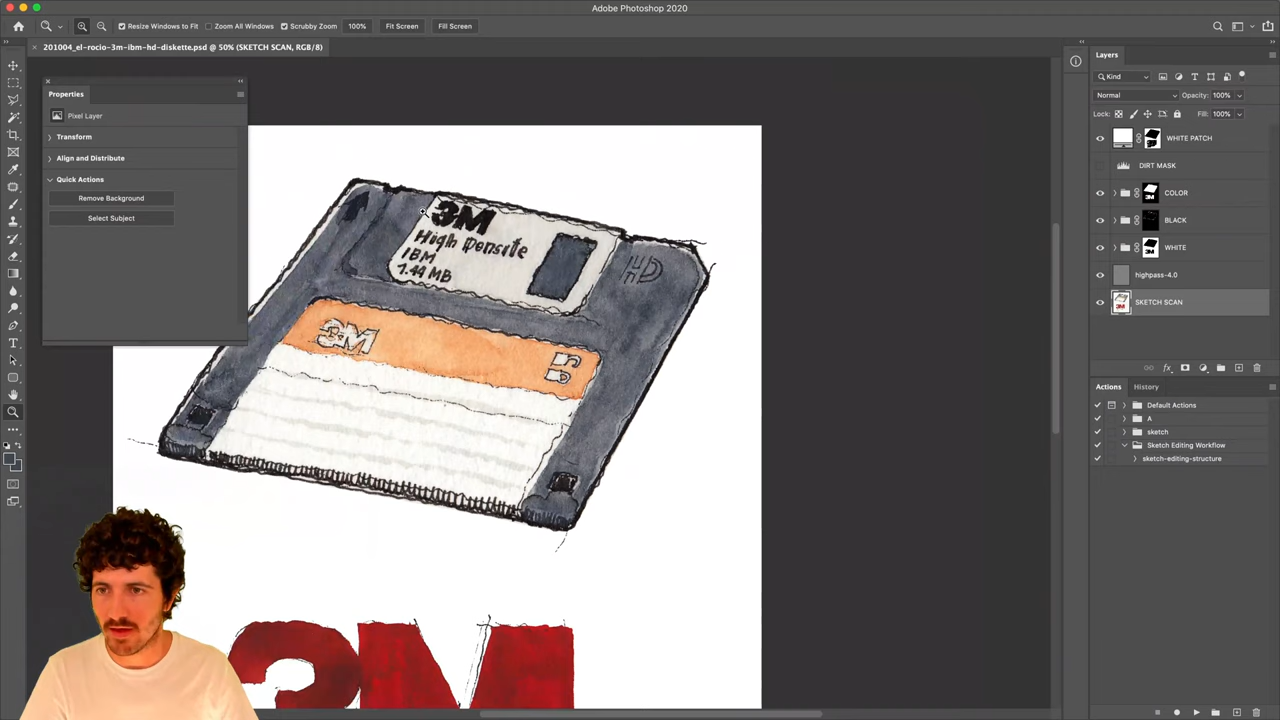 Adobe Photoshop 2020
Resize Windows to Fit
Zoom All Windows
Scrubby Zoom
100%
Fit Screen
Fill Screen
201004_el-rocio-3m-ibm-hd-diskette.psd @ 50% (SKETCH SCAN, RGB/8)
Properties
Pixel Layer
Transform
Align and Distribute
Quick Actions
Remove Background
Select Subject
3M
High Densite
IBM
1.44 MB
HD
3M
3M
Layers
Kind
Normal
Opacity: 100%
Lock:
Fill: 100%
WHITE PATCH
DIRT MASK
COLOR
BLACK
WHITE
highpass-4.0
SKETCH SCAN
Actions
History
Default Actions
A
sketch
Sketch Editing Workflow
sketch-editing-structure